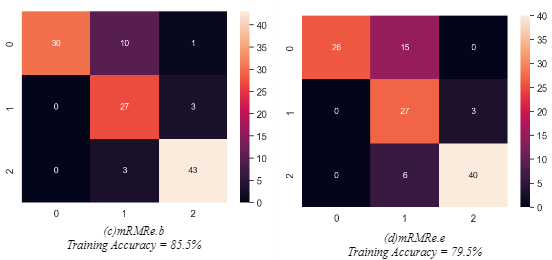 0 30 10 1
1 0 27 3
2 0 3 43
0 1 2
40
35
30
25
20
15
10
5
0
(c)mRMRe.b
Training Accuracy = 85.5%
0 26 15 0
1 0 27 3
2 0 6 40
0 1 2
40
35
30
25
20
15
10
5
0
(d)mRMRe.e
Training Accuracy = 79.5%